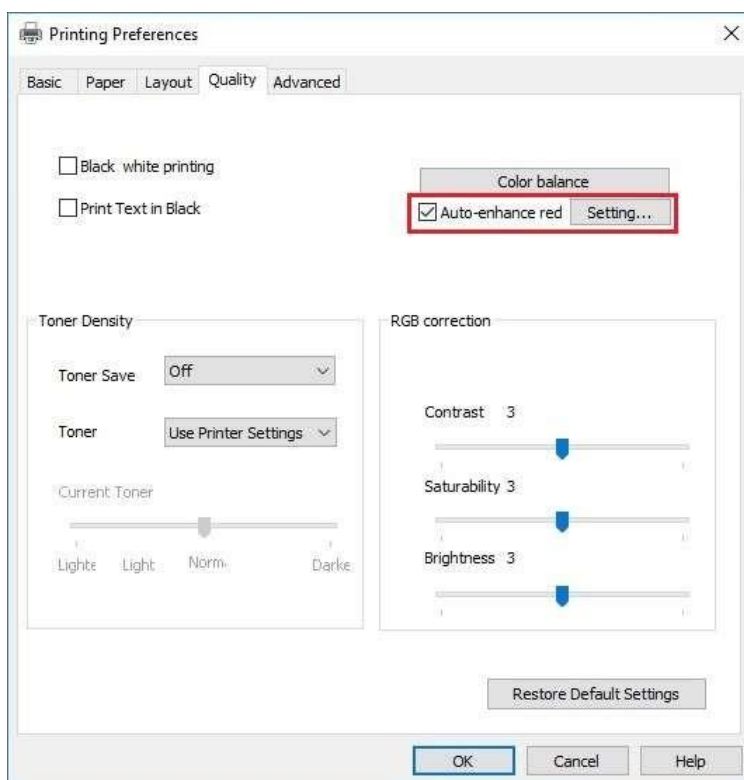 Printing Preferences
Basic Paper Layout Quality Advanced
Black white printing
Print Text in Black
Color balance
Auto-enhance red Setting...
Toner Density
Toner Save Off
Toner Use Printer Settings
Current Toner
Lighte Light Norm. Darke
RGB correction
Contrast 3
Saturability 3
Brightness 3
Restore Default Settings
OK Cancel Help